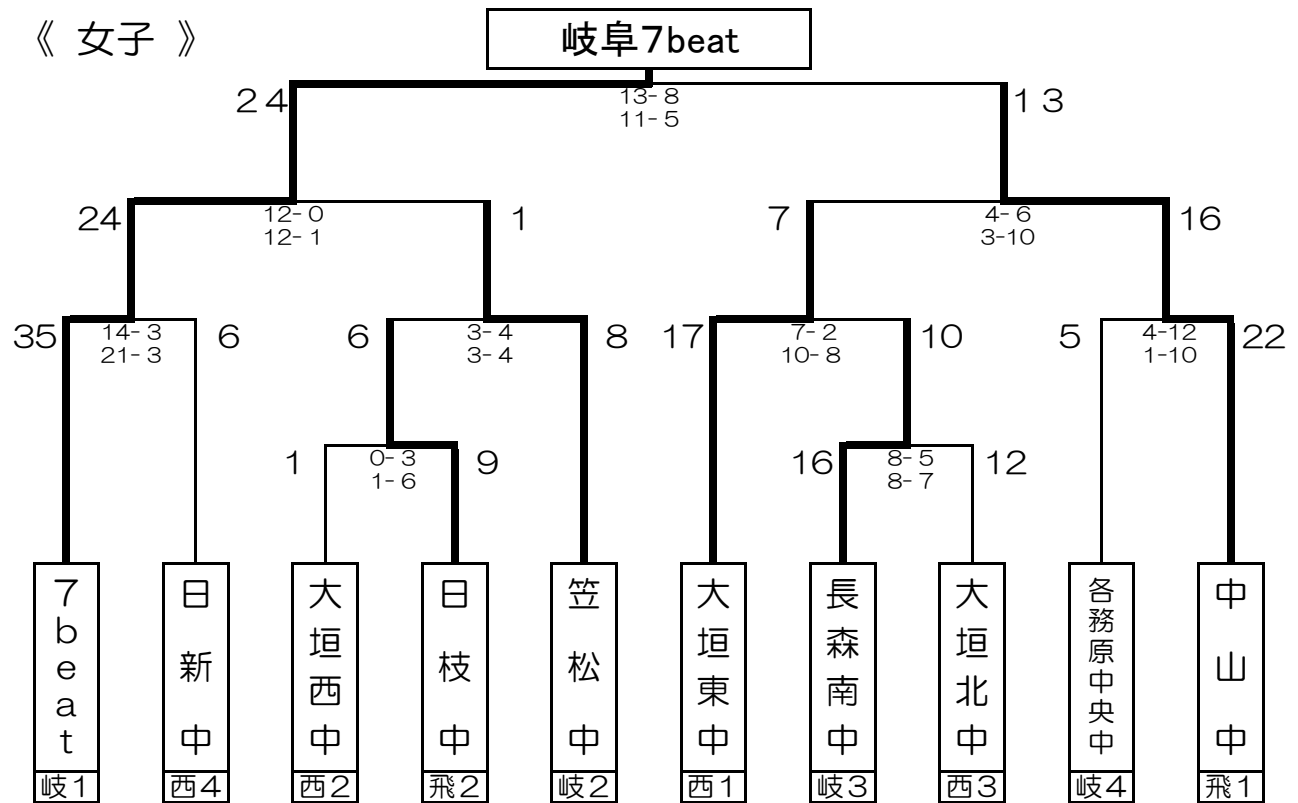 《 女子 》
岐阜7beat
24
13-8
11-5
13
24
12-0
12-1
1
7
4-6
3-10
16
35
14-3
21-3
6
6
3-4
3-4
8
17
7-2
10-8
10
5
4-12
1-10
22
1
0-3
1-6
9
16
8-5
8-7
12
7beat
日新中
大垣西中
日枝中
笠松中
大垣東中
長森南中
大垣北中
各務原中央中
中山中
岐1
西4
西2
飛2
岐2
西1
岐3
西3
岐4
飛1